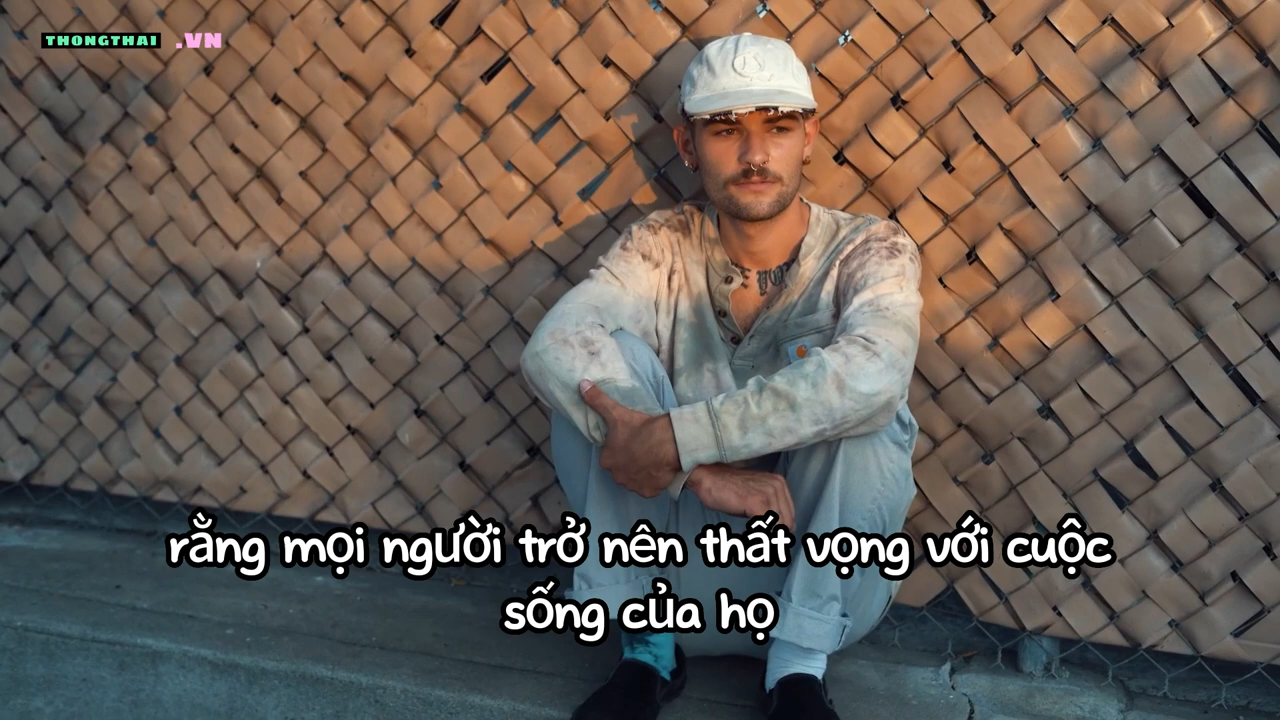 THONGTHAI .VN
rằng mọi người trở nên thất vọng với cuộc
sống của họ